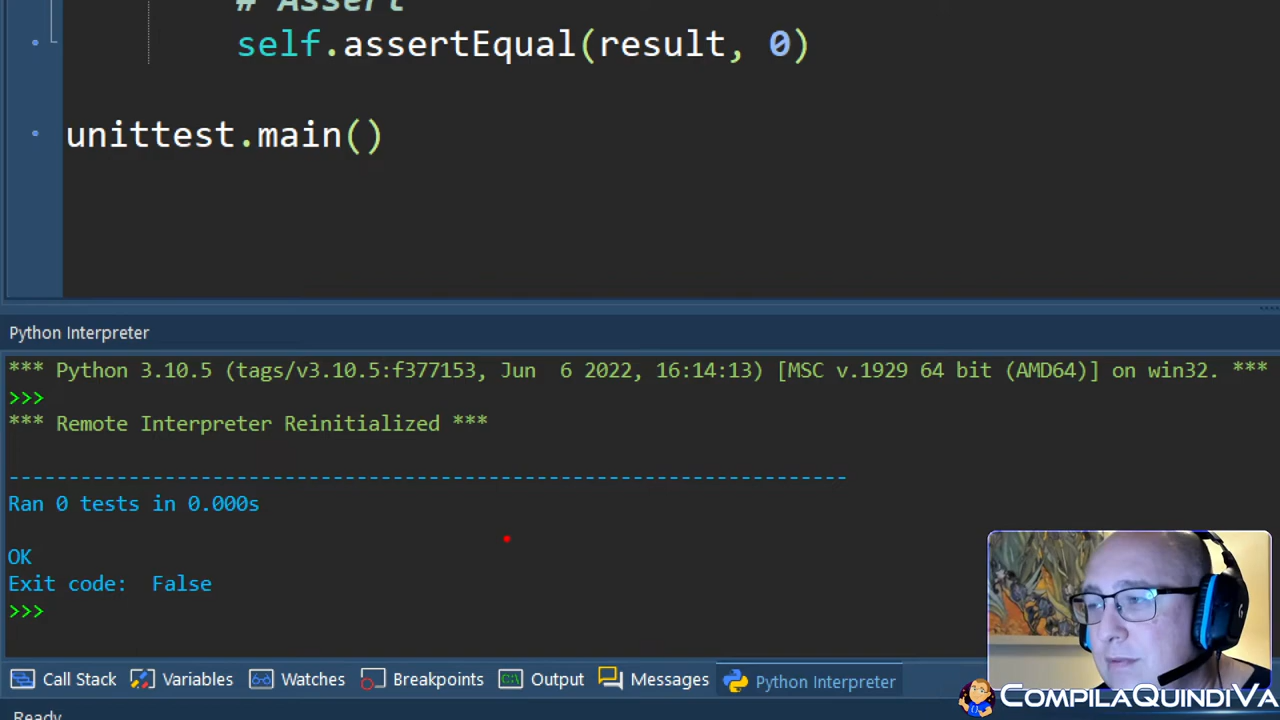 # Assert
self.assertEqual(result, 0)
unittest.main()
Python Interpreter
*** Python 3.10.5 (tags/v3.10.5:f377153, Jun  6 2022, 16:14:13) [MSC v.1929 64 bit (AMD64)] on win32. ***
>>>
*** Remote Interpreter Reinitialized ***
----------------------------------------------------------------------
Ran 0 tests in 0.000s
OK
Exit code:  False
>>>
Call Stack Variables Watches Breakpoints Output Messages Python Interpreter
COMPILAQUINDIVA
Ready